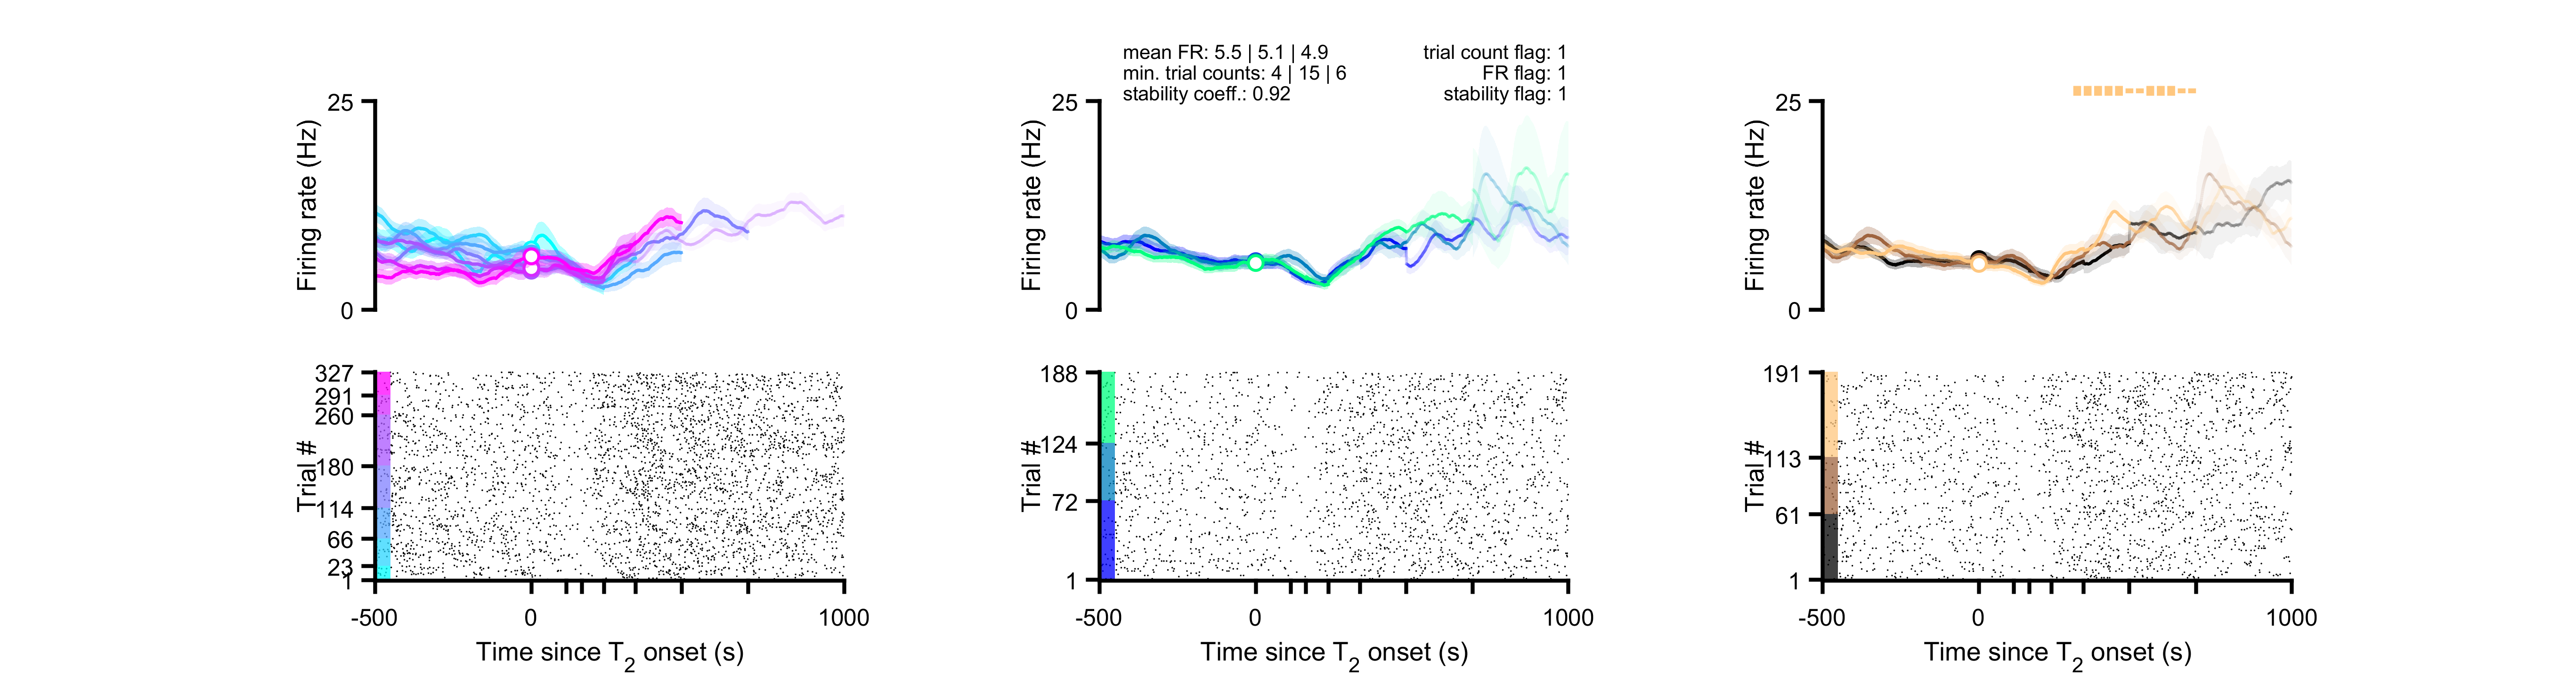 mean FR: 5.5 | 5.1 | 4.9
min. trial counts: 4 | 15 | 6
stability coeff.: 0.92
trial count flag: 1
FR flag: 1
stability flag: 1
25
Firing rate (Hz)
0
25
Firing rate (Hz)
0
25
Firing rate (Hz)
0
327
291
260
180
114
66
23
1
Trial #
-500
0
1000
Time since T2 onset (s)
188
124
72
1
Trial #
-500
0
1000
Time since T2 onset (s)
191
113
61
1
Trial #
-500
0
1000
Time since T2 onset (s)